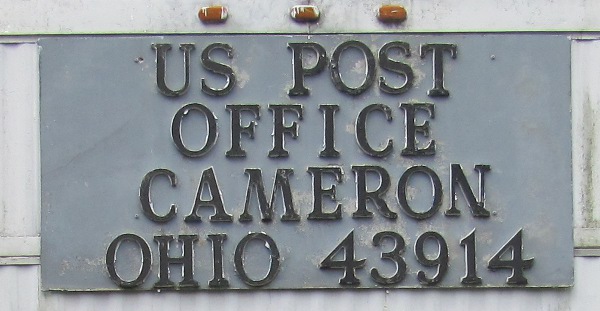 US POST
OFFICE
CAMERON
OHIO 43914